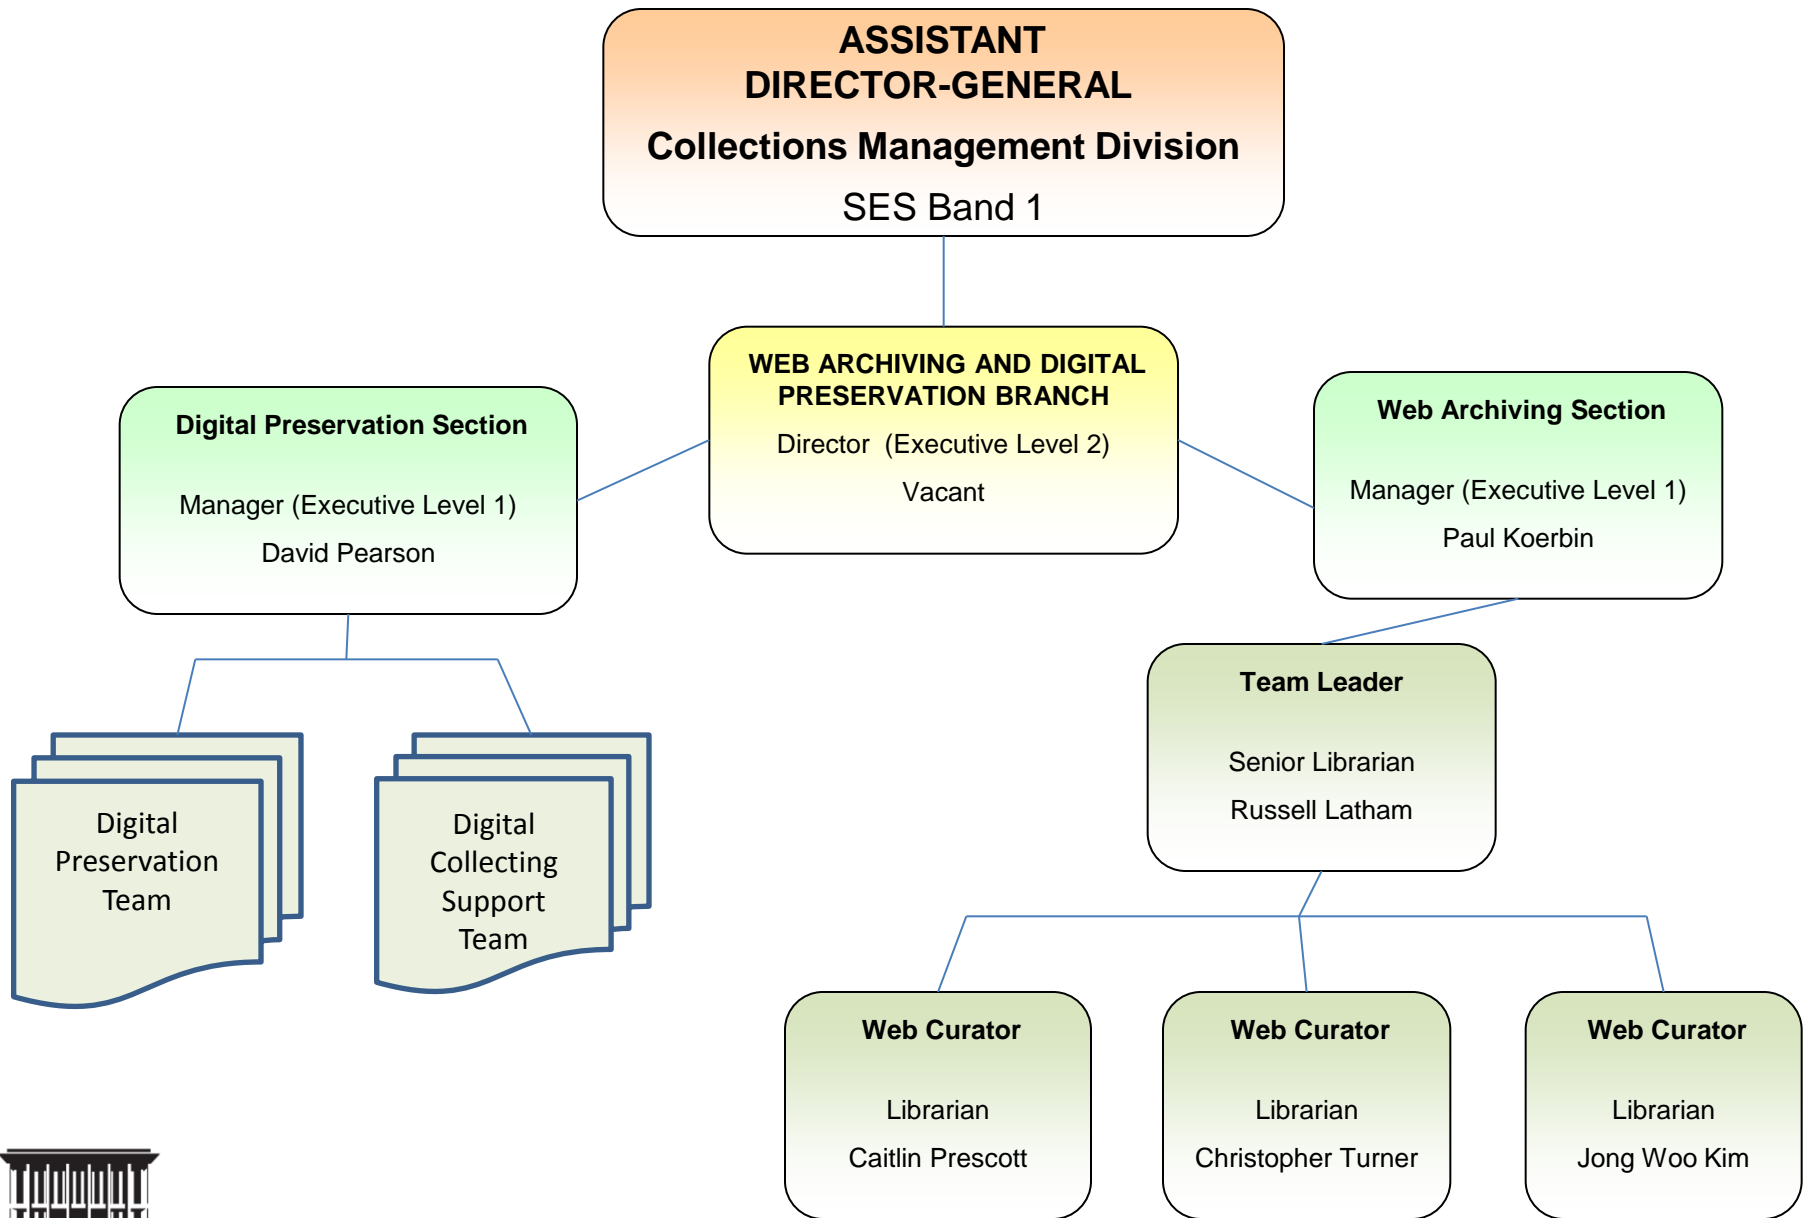 ASSISTANT
DIRECTOR-GENERAL
Collections Management Division
SES Band 1
WEB ARCHIVING AND DIGITAL
PRESERVATION BRANCH
Director (Executive Level 2)
Vacant
Digital Preservation Section
Manager (Executive Level 1)
David Pearson
Web Archiving Section
Manager (Executive Level 1)
Paul Koerbin
Digital
Preservation
Team
Digital
Collecting
Support
Team
Team Leader
Senior Librarian
Russell Latham
Web Curator
Librarian
Caitlin Prescott
Web Curator
Librarian
Christopher Turner
Web Curator
Librarian
Jong Woo Kim